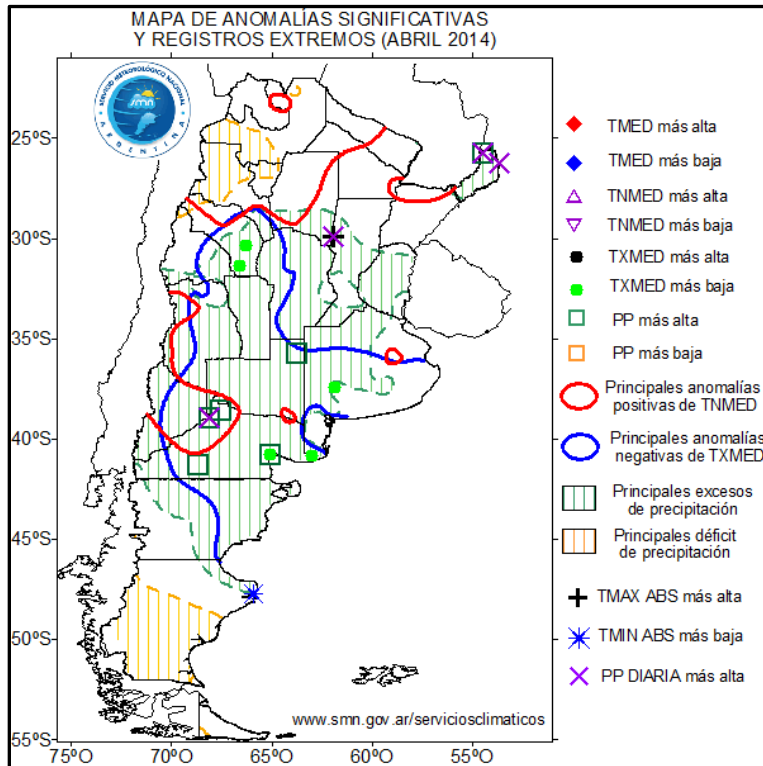 MAPA DE ANOMALÍAS SIGNIFICATIVAS
Y REGISTROS EXTREMOS (ABRIL 2014)
SERVICIO METEOROLÓGICO NACIONAL
smn
ARGENTINA
25ºS
30ºS
35ºS
40ºS
45ºS
50ºS
55ºS
75ºO
70ºO
65ºO
60ºO
55ºO
www.smn.gov.ar/serviciosclimaticos
TMED más alta
TMED más baja
TNMED más alta
TNMED más baja
TXMED más alta
TXMED más baja
PP más alta
PP más baja
Principales anomalías
positivas de TNMED
Principales anomalías
negativas de TXMED
Principales excesos
de precipitación
Principales déficit
de precipitación
TMAX ABS más alta
TMIN ABS más baja
PP DIARIA más alta